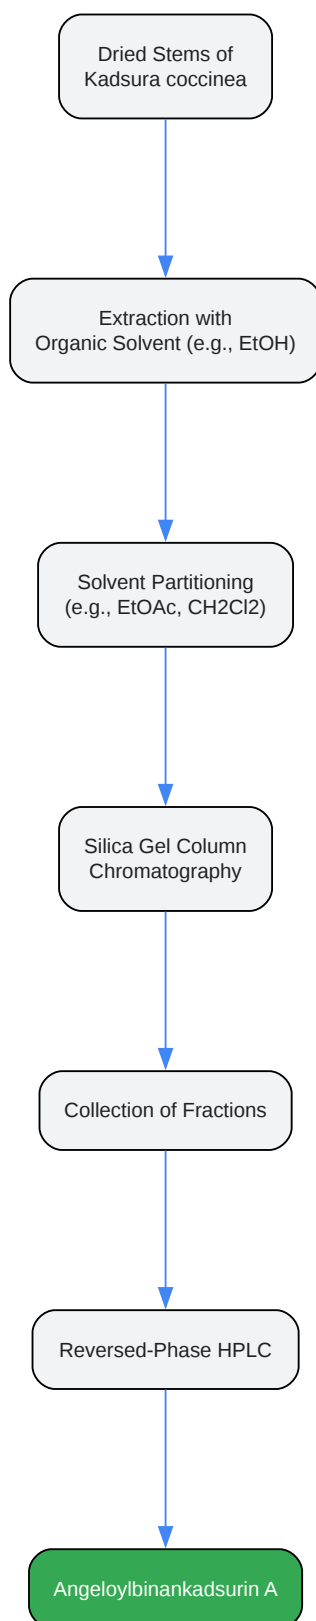 Dried Stems of
Kadsura coccinea
Extraction with
Organic Solvent (e.g., EtOH)
Solvent Partitioning
(e.g., EtOAc, CH2Cl2)
Silica Gel Column
Chromatography
Collection of Fractions
Reversed-Phase HPLC
Angeloylbinankadsurin A